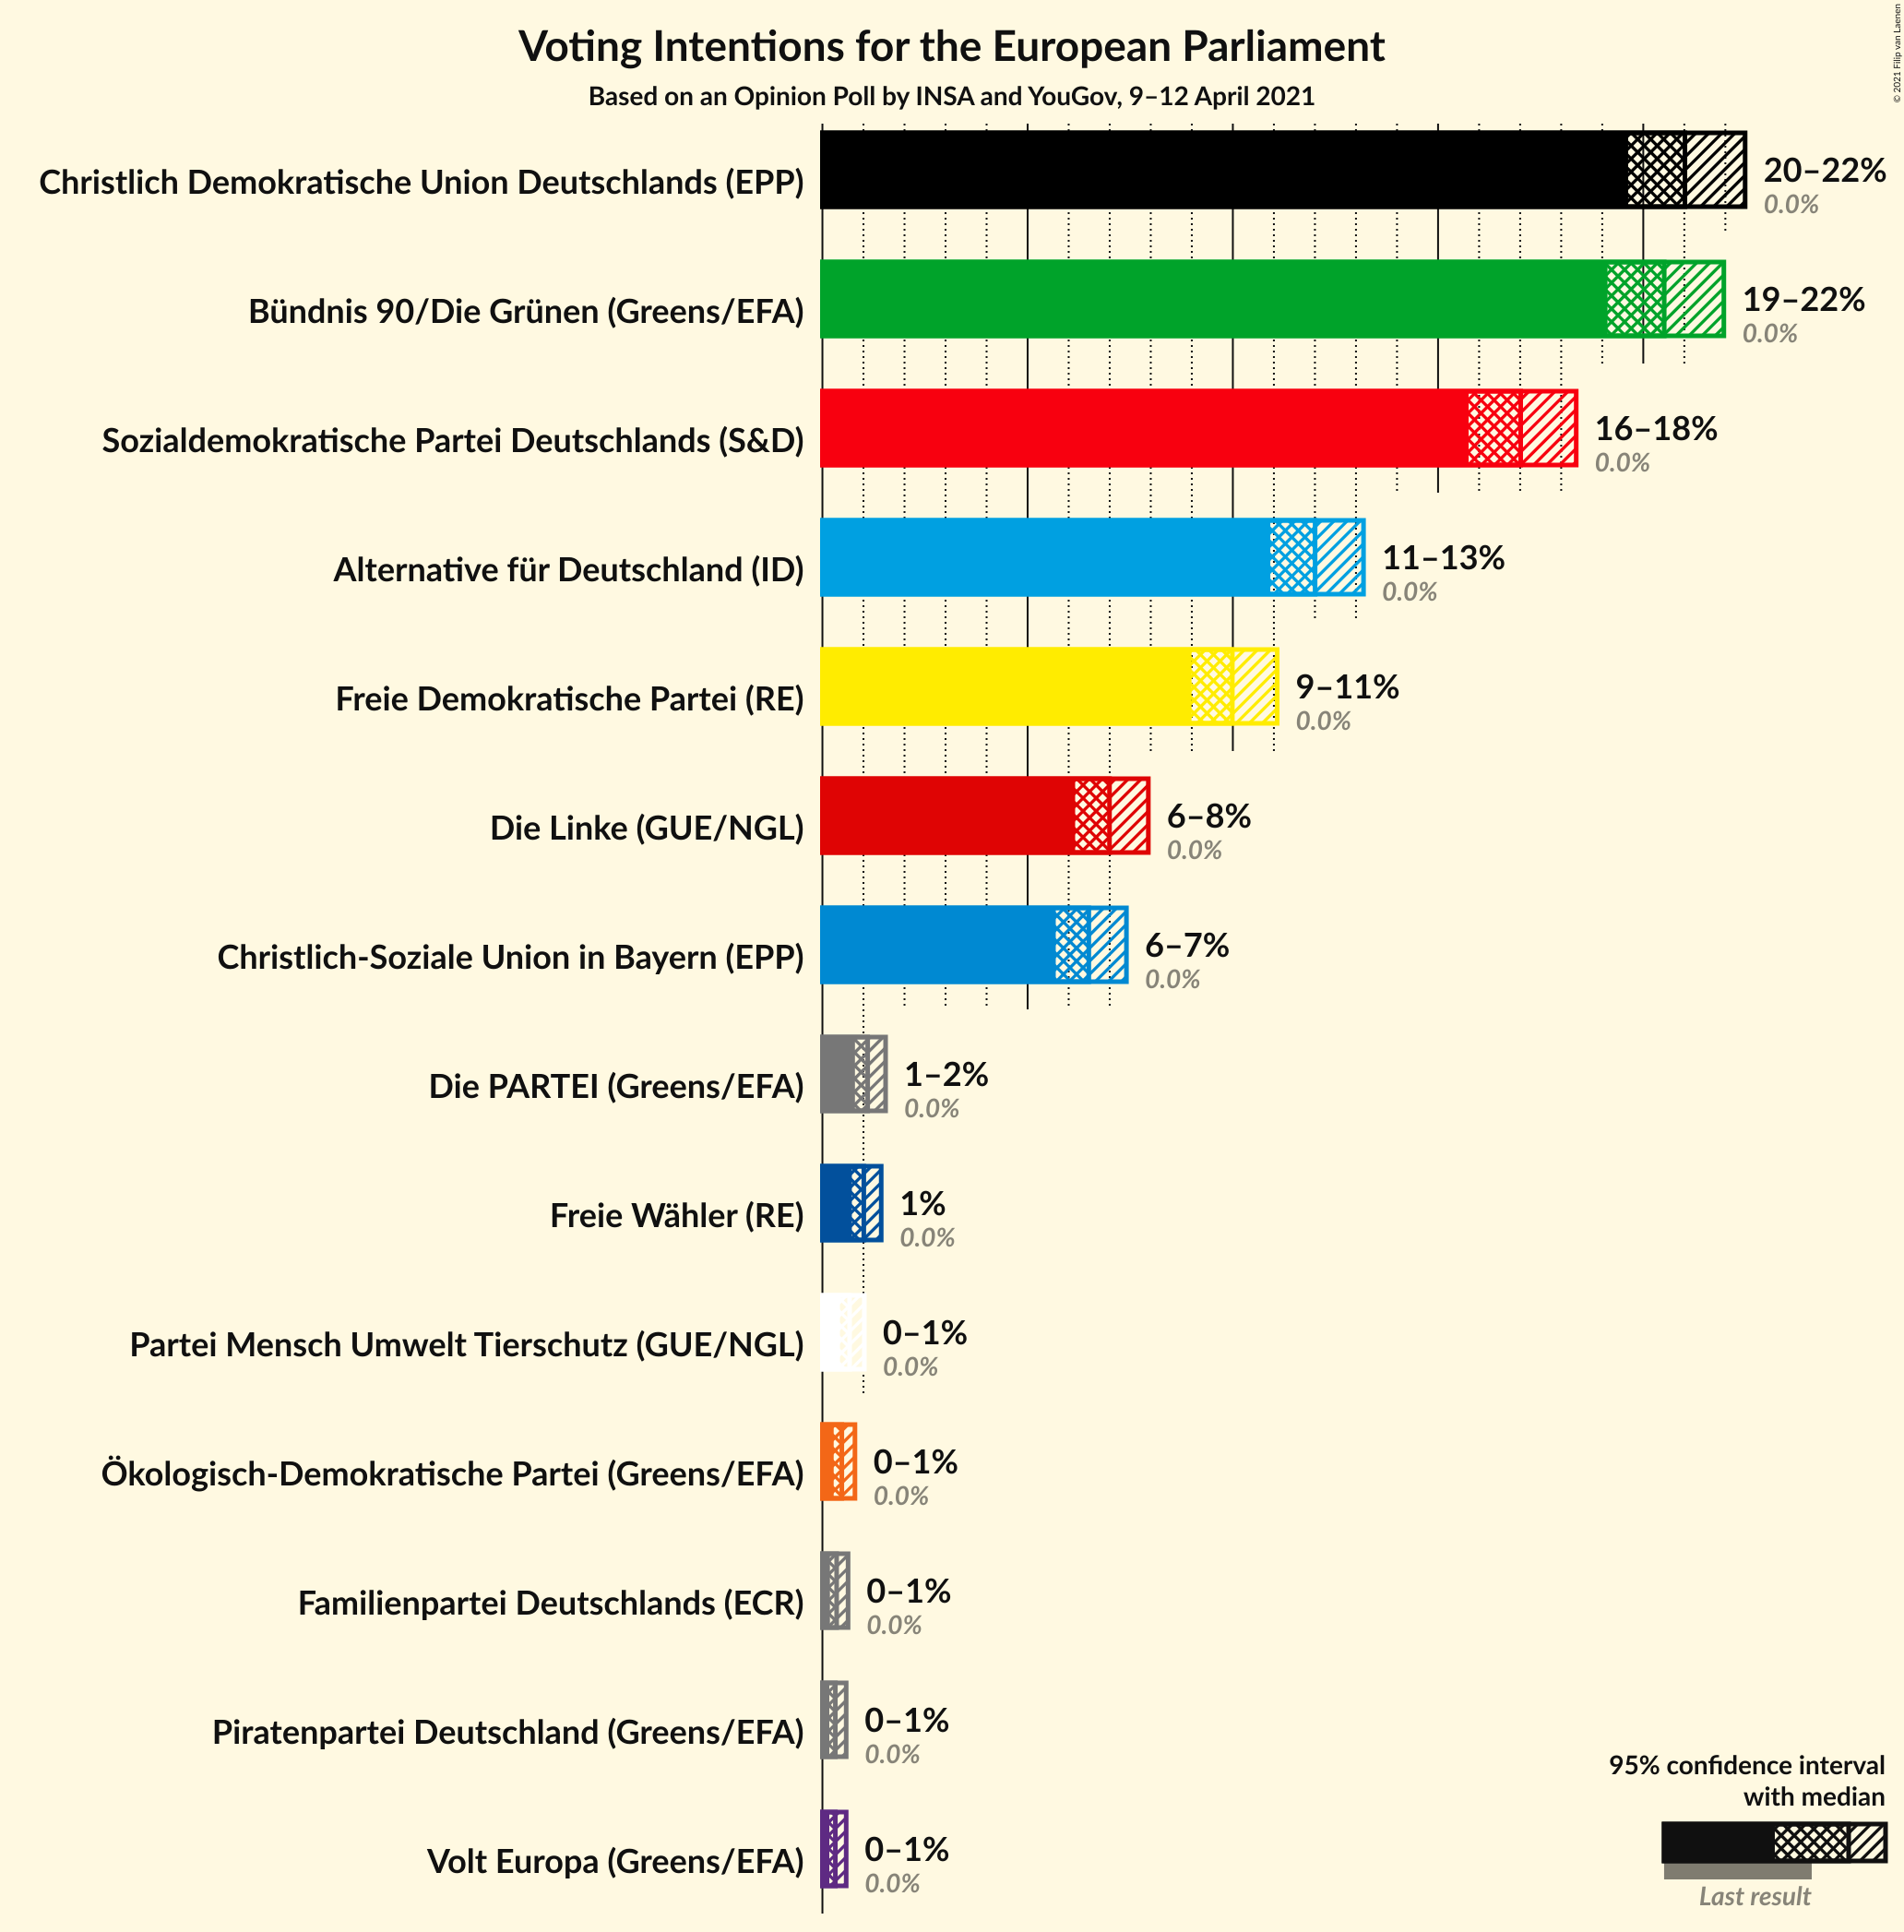 Voting Intentions for the European Parliament
Based on an Opinion Poll by INSA and YouGov, 9–12 April 2021
© 2021 Filip van Laenen
Christlich Demokratische Union Deutschlands (EPP)
20–22%
0.0%
Bündnis 90/Die Grünen (Greens/EFA)
19–22%
0.0%
Sozialdemokratische Partei Deutschlands (S&D)
16–18%
0.0%
Alternative für Deutschland (ID)
11–13%
0.0%
Freie Demokratische Partei (RE)
9–11%
0.0%
Die Linke (GUE/NGL)
6–8%
0.0%
Christlich-Soziale Union in Bayern (EPP)
6–7%
0.0%
Die PARTEI (Greens/EFA)
1–2%
0.0%
Freie Wähler (RE)
1%
0.0%
Partei Mensch Umwelt Tierschutz (GUE/NGL)
0–1%
0.0%
Ökologisch-Demokratische Partei (Greens/EFA)
0–1%
0.0%
Familienpartei Deutschlands (ECR)
0–1%
0.0%
Piratenpartei Deutschland (Greens/EFA)
0–1%
0.0%
Volt Europa (Greens/EFA)
0–1%
0.0%
95% confidence interval
with median
Last result